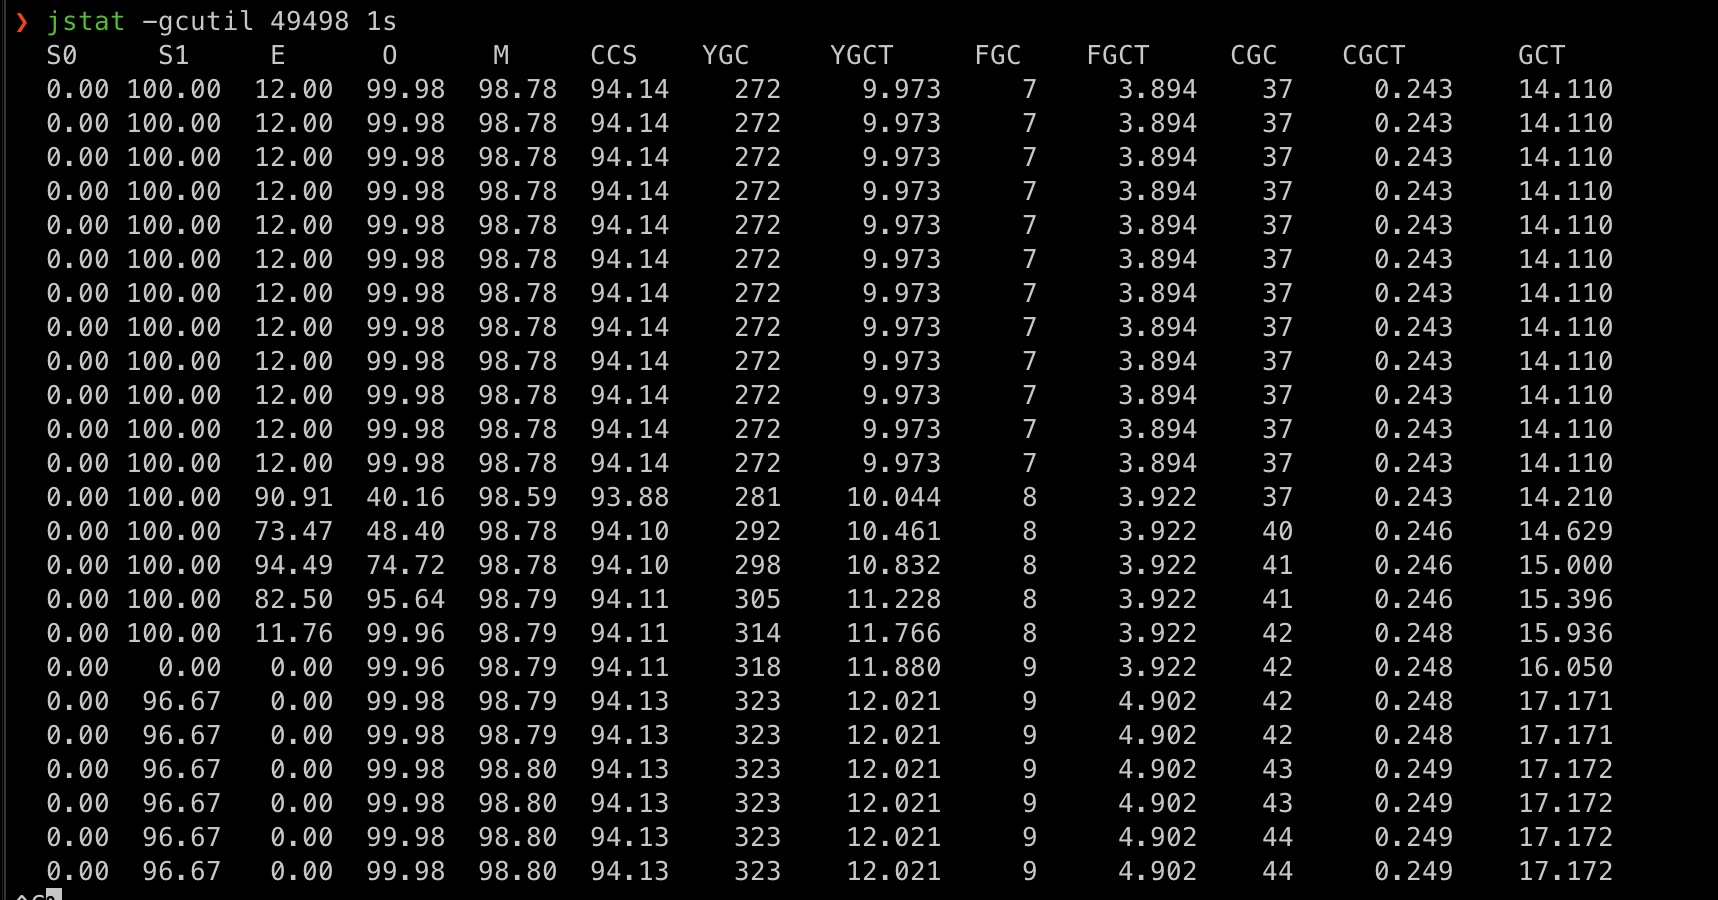 ❯ jstat -gcutil 49498 1s
S0 S1 E O M CCS YGC YGCT FGC FGCT CGC CGCT GCT
0.00 100.00 12.00 99.98 98.78 94.14 272 9.973 7 3.894 37 0.243 14.110
0.00 100.00 12.00 99.98 98.78 94.14 272 9.973 7 3.894 37 0.243 14.110
0.00 100.00 12.00 99.98 98.78 94.14 272 9.973 7 3.894 37 0.243 14.110
0.00 100.00 12.00 99.98 98.78 94.14 272 9.973 7 3.894 37 0.243 14.110
0.00 100.00 12.00 99.98 98.78 94.14 272 9.973 7 3.894 37 0.243 14.110
0.00 100.00 12.00 99.98 98.78 94.14 272 9.973 7 3.894 37 0.243 14.110
0.00 100.00 12.00 99.98 98.78 94.14 272 9.973 7 3.894 37 0.243 14.110
0.00 100.00 12.00 99.98 98.78 94.14 272 9.973 7 3.894 37 0.243 14.110
0.00 100.00 12.00 99.98 98.78 94.14 272 9.973 7 3.894 37 0.243 14.110
0.00 100.00 12.00 99.98 98.78 94.14 272 9.973 7 3.894 37 0.243 14.110
0.00 100.00 12.00 99.98 98.78 94.14 272 9.973 7 3.894 37 0.243 14.110
0.00 100.00 12.00 99.98 98.78 94.14 272 9.973 7 3.894 37 0.243 14.110
0.00 100.00 90.91 40.16 98.59 93.88 281 10.044 8 3.922 37 0.243 14.210
0.00 100.00 73.47 48.40 98.78 94.10 292 10.461 8 3.922 40 0.246 14.629
0.00 100.00 94.49 74.72 98.78 94.10 298 10.832 8 3.922 41 0.246 15.000
0.00 100.00 82.50 95.64 98.79 94.11 305 11.228 8 3.922 41 0.246 15.396
0.00 100.00 11.76 99.96 98.79 94.11 314 11.766 8 3.922 42 0.248 15.936
0.00 0.00 0.00 99.96 98.79 94.11 318 11.880 9 3.922 42 0.248 16.050
0.00 96.67 0.00 99.98 98.79 94.13 323 12.021 9 4.902 42 0.248 17.171
0.00 96.67 0.00 99.98 98.79 94.13 323 12.021 9 4.902 42 0.248 17.171
0.00 96.67 0.00 99.98 98.80 94.13 323 12.021 9 4.902 43 0.249 17.172
0.00 96.67 0.00 99.98 98.80 94.13 323 12.021 9 4.902 43 0.249 17.172
0.00 96.67 0.00 99.98 98.80 94.13 323 12.021 9 4.902 44 0.249 17.172
0.00 96.67 0.00 99.98 98.80 94.13 323 12.021 9 4.902 44 0.249 17.172